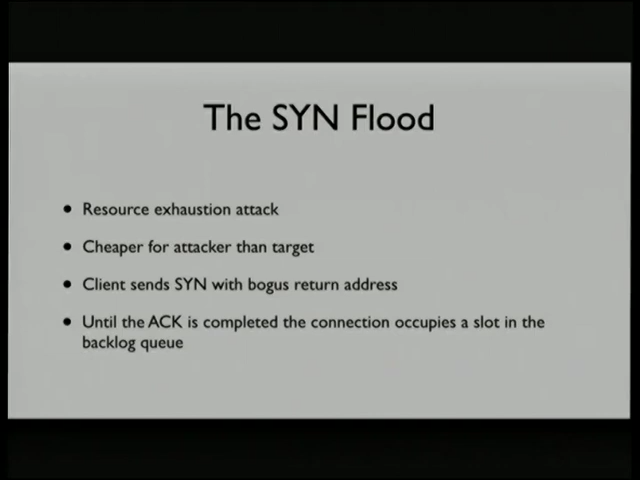 The SYN Flood
• Resource exhaustion attack
• Cheaper for attacker than target
• Client sends SYN with bogus return address
• Until the ACK is completed the connection occupies a slot in the
backlog queue